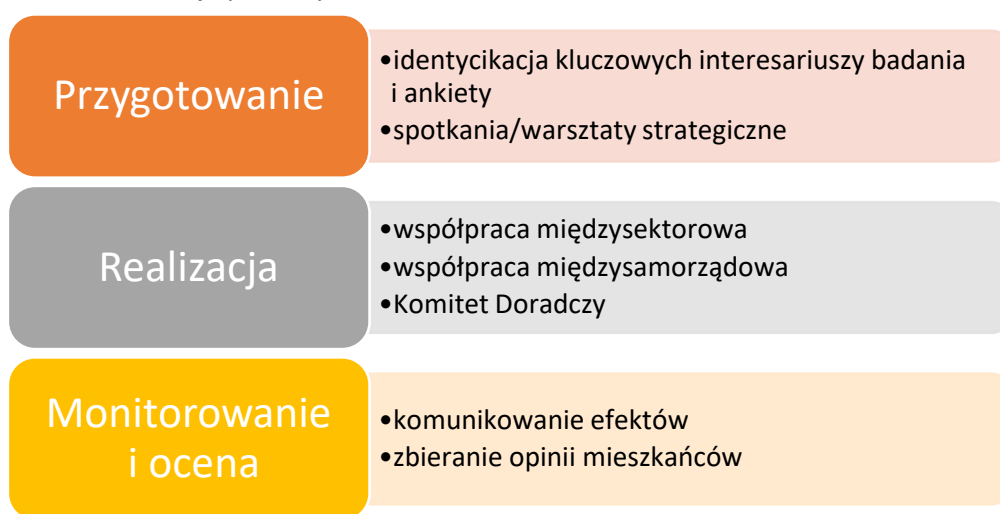 Przygotowanie
•identycikacja kluczowych interesariuszy badania
i ankiety
•spotkania/warsztaty strategiczne
Realizacja
•współpraca międzysektorowa
•współpraca międzysamorządowa
•Komitet Doradczy
Monitorowanie
i ocena
•komunikowanie efektów
•zbieranie opinii mieszkańców